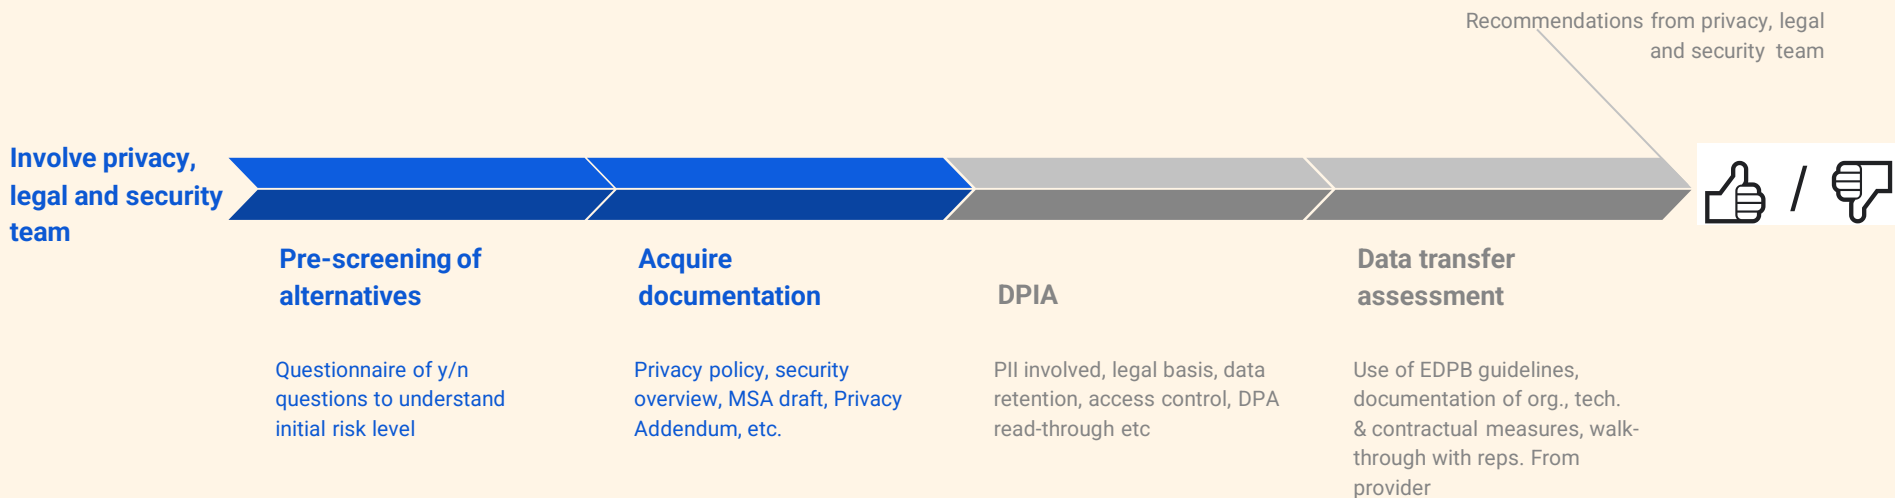 Recommendations from privacy, legal
and security team
Involve privacy,
legal and security
team
/
Pre-screening of
alternatives
Questionnaire of y/n
questions to understand
initial risk level
Acquire
documentation
Privacy policy, security
overview, MSA draft, Privacy
Addendum, etc.
DPIA
PII involved, legal basis, data
retention, access control, DPA
read-through etc
Data transfer
assessment
Use of EDPB guidelines,
documentation of org., tech.
& contractual measures, walk-
through with reps. From
provider